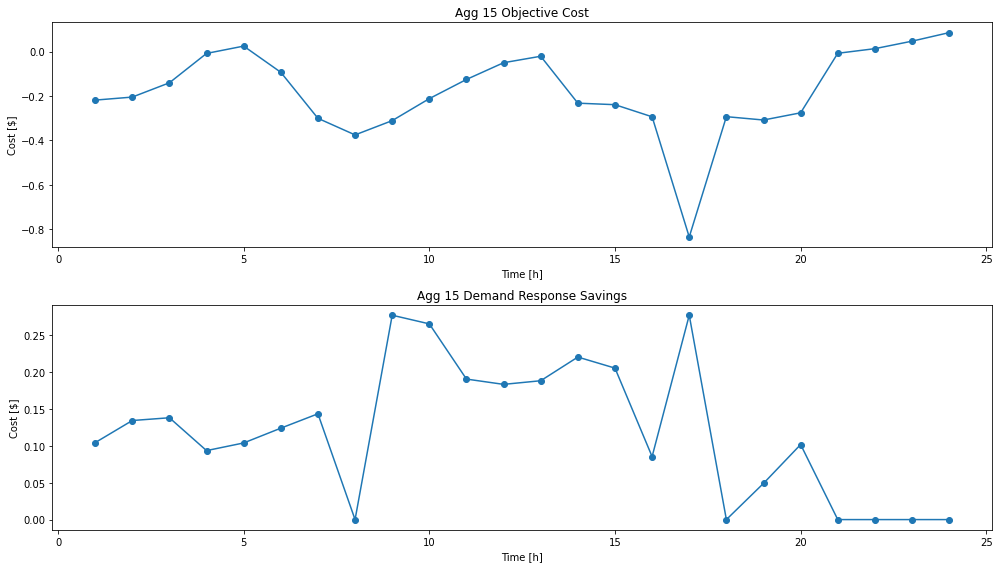 Agg 15 Objective Cost
Cost [$]
0.0
−0.2
−0.4
−0.6
−0.8
0 5 10 15 20 25
Time [h]
Agg 15 Demand Response Savings
Cost [$]
0.25
0.20
0.15
0.10
0.05
0.00
0 5 10 15 20 25
Time [h]